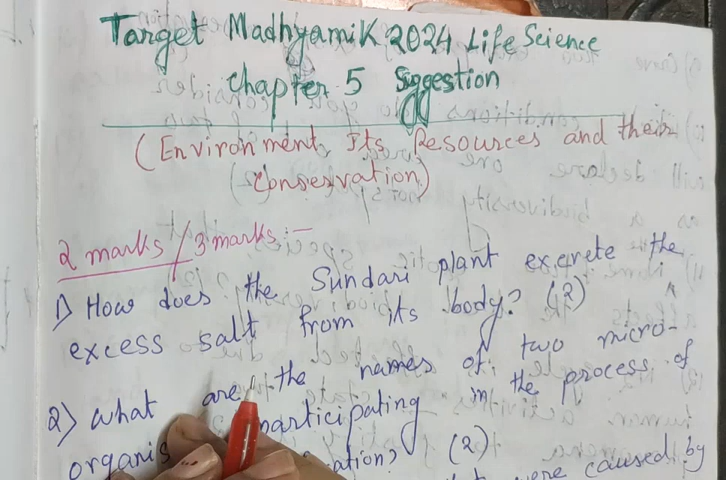 Target Madhyamik 2024 Life Science
Chapter 5 Suggestion
(Environment, Its Resources and their
Conservation)
2 marks / 3 marks :-
1) How does the Sundari plant excrete the
excess salt from its body? (2)
2) What are the names of two micro-
organis participating in the process of
ation? (2)
were caused by